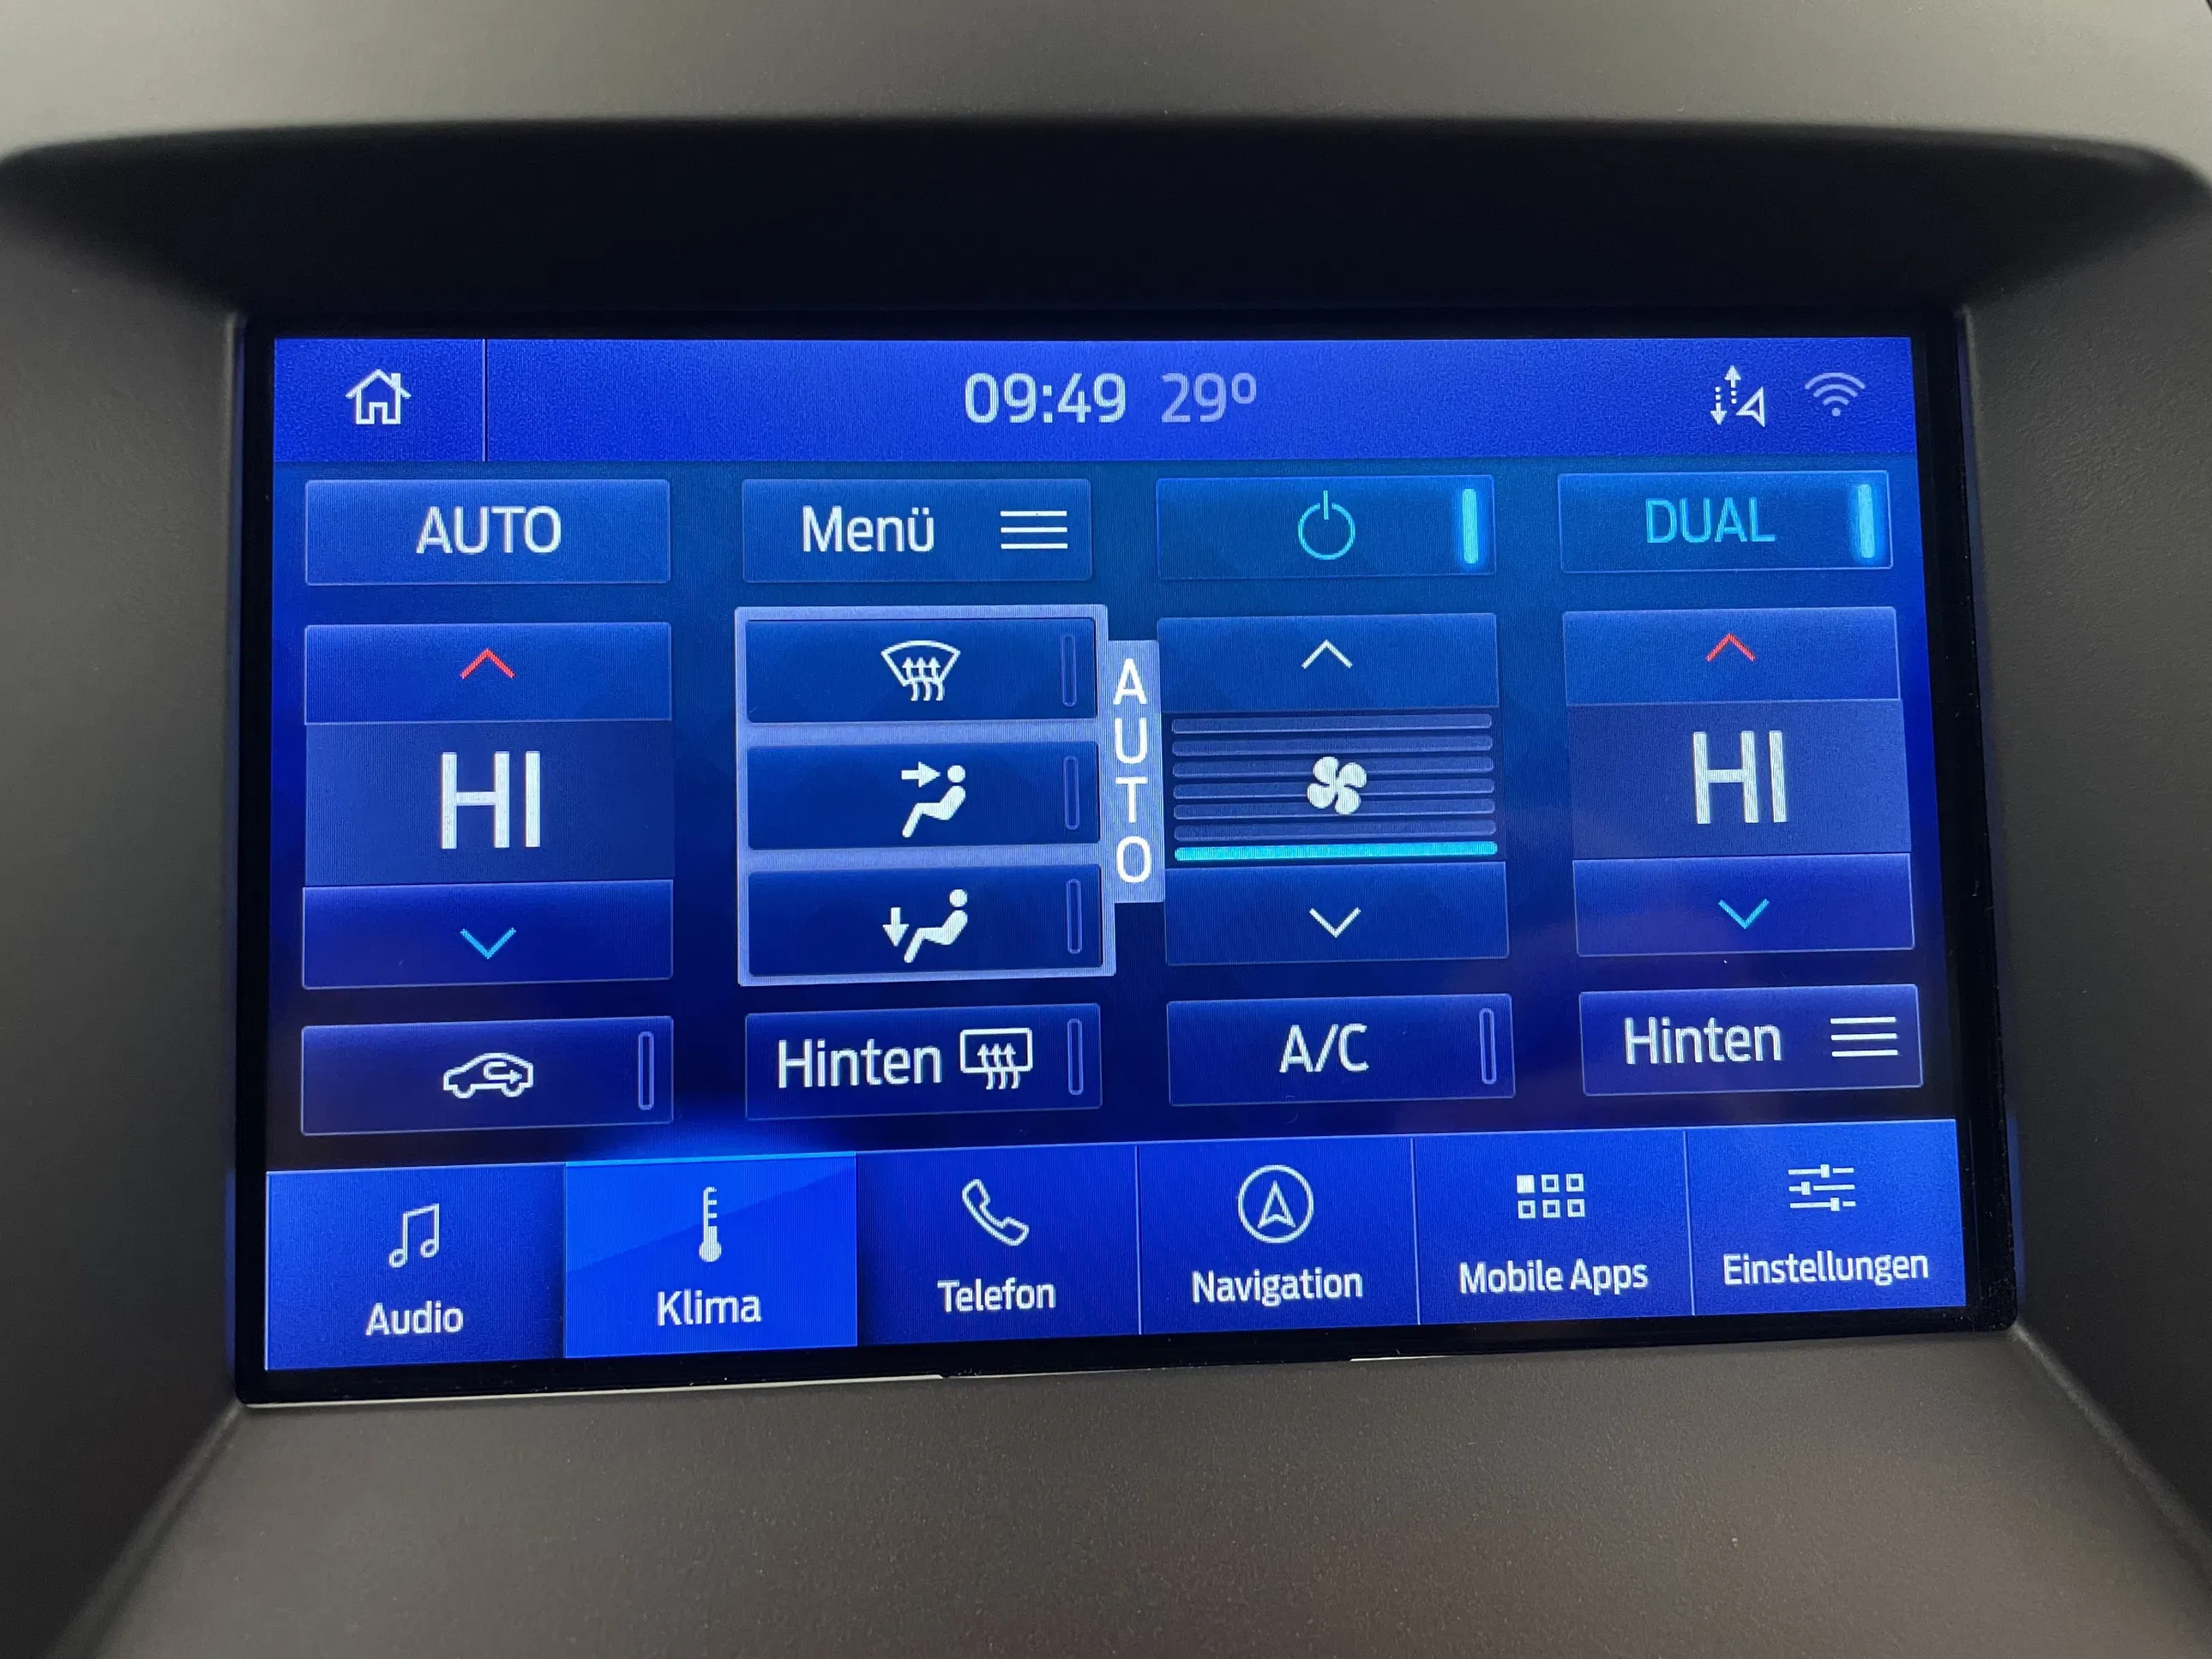 09:49 29°
AUTO
Menü
DUAL
HI
AUTO
HI
Hinten
A/C
Hinten
Audio
Klima
Telefon
Navigation
Mobile Apps
Einstellungen